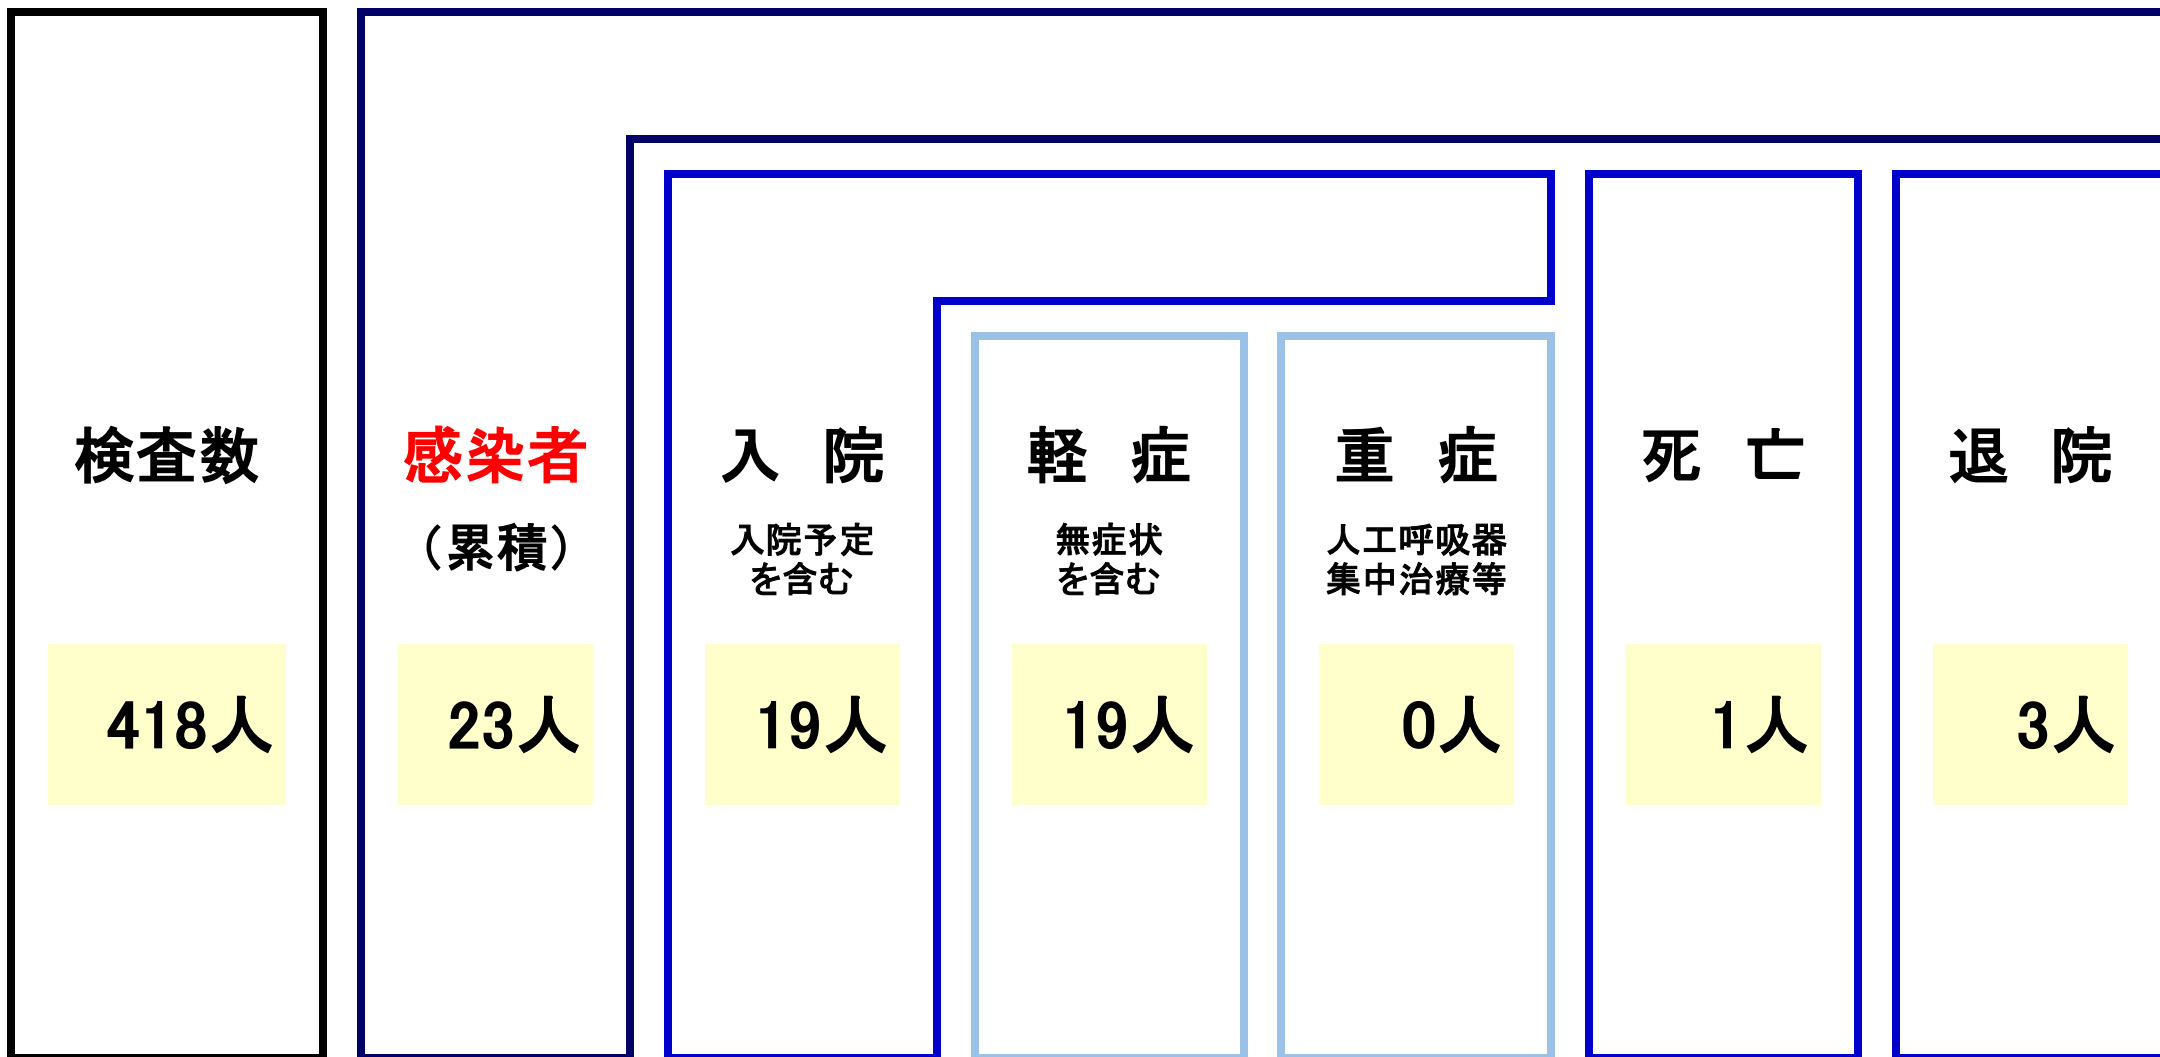 検査数
418人
感染者
（累積）
23人
入 院
入院予定
を含む
19人
軽 症
無症状
を含む
19人
重 症
人工呼吸器
集中治療等
0人
死 亡
1人
退 院
3人